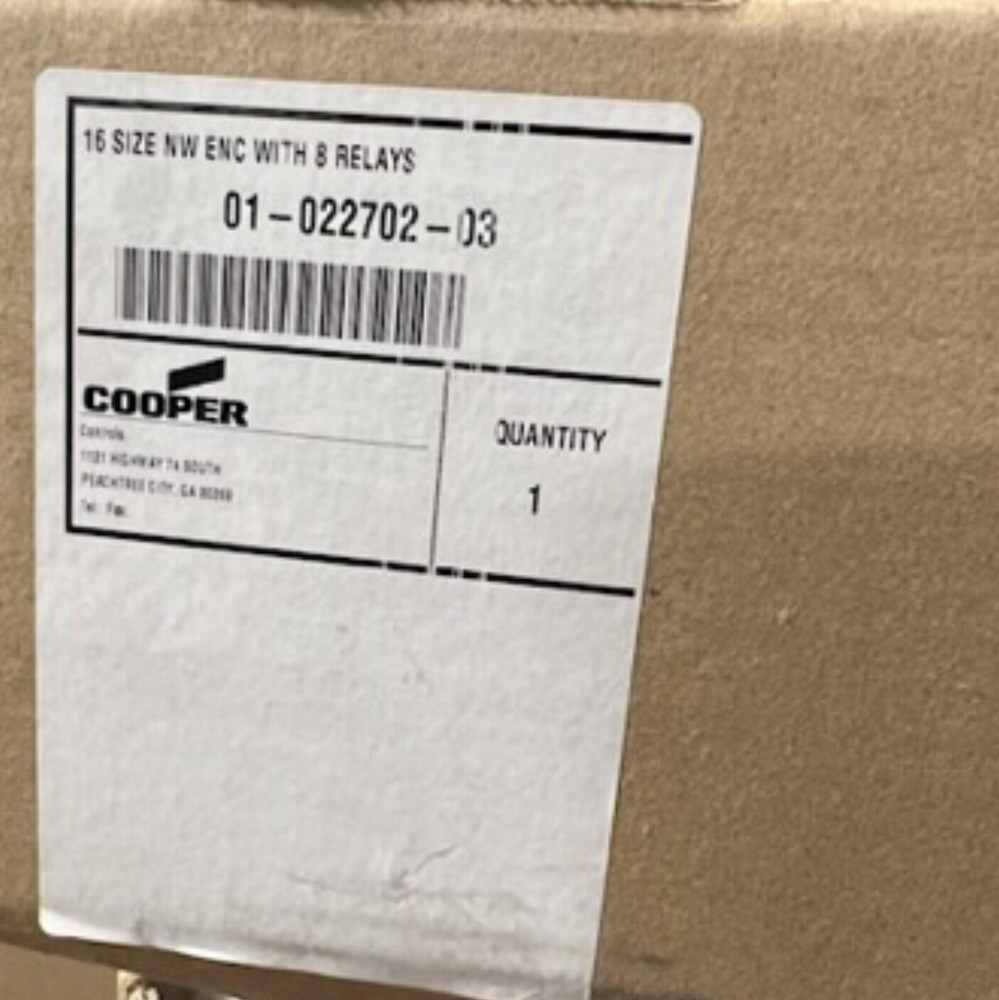 16 SIZE NW ENC WITH 8 RELAYS
01-022702-03
COOPER
Controls
1121 HIGHWAY 74 SOUTH
PEACHTREE CITY, GA 30269
Tel: Fax:
QUANTITY
1